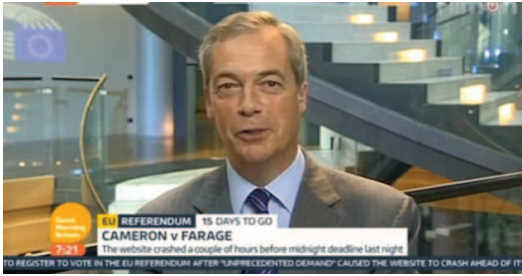 Good
Morning
Britain
7:21
EU REFERENDUM 15 DAYS TO GO
CAMERON v FARAGE
The website crashed a couple of hours before midnight deadline last night
TO REGISTER TO VOTE IN THE EU REFERENDUM AFTER "UNPRECEDENTED DEMAND" CAUSED THE WEBSITE TO CRASH AHEAD OF